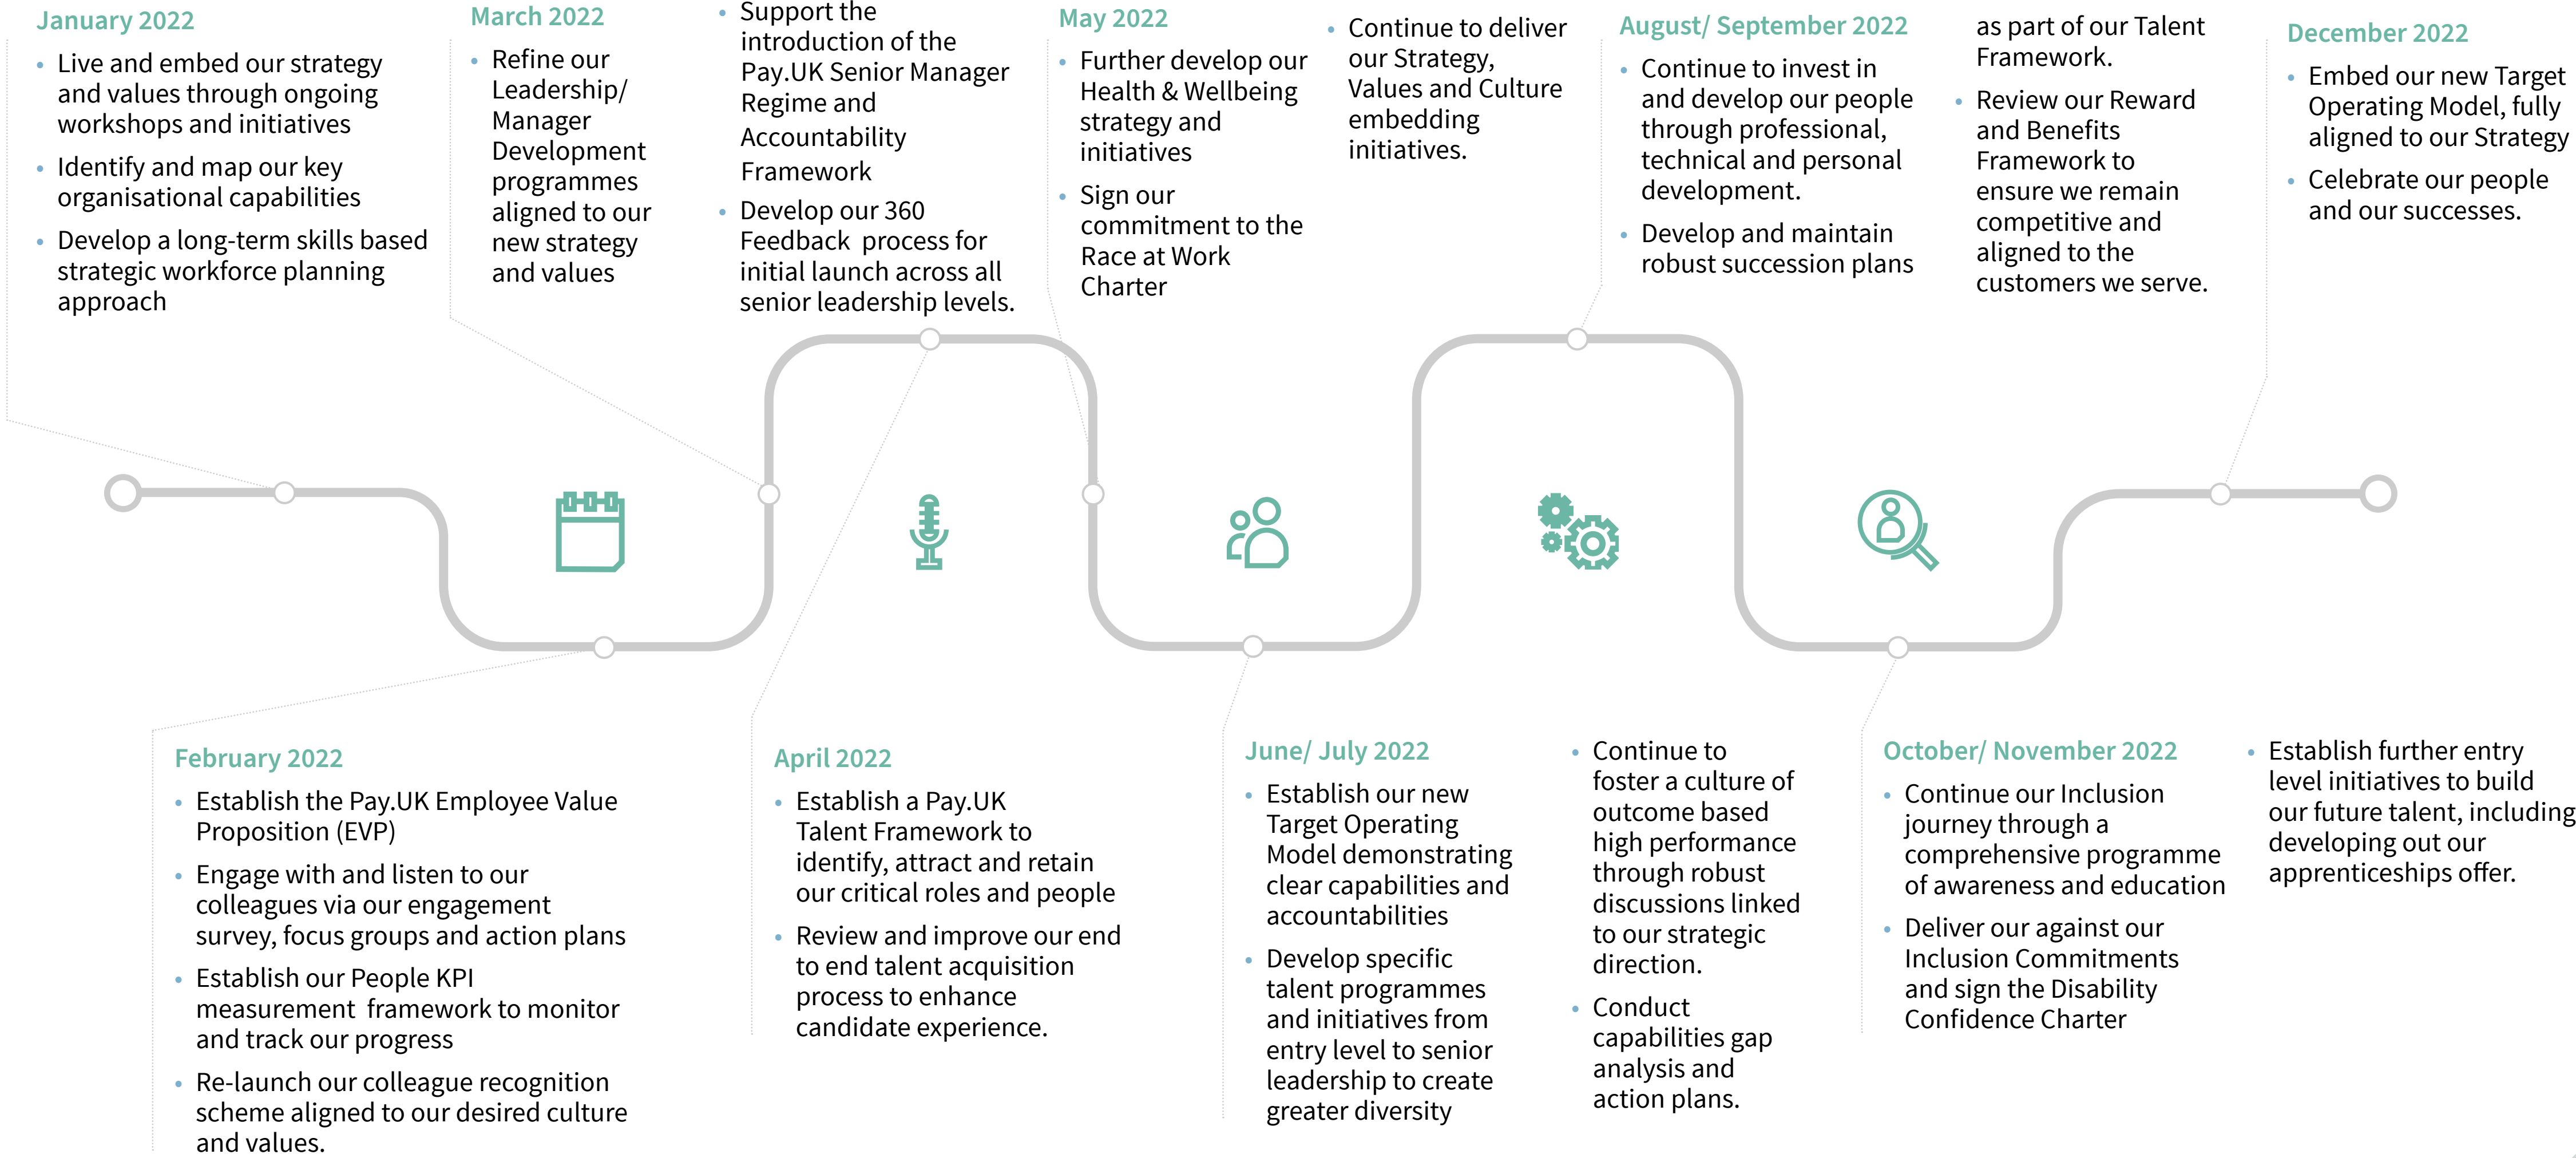 January 2022
• Live and embed our strategy
and values through ongoing
workshops and initiatives
• Identify and map our key
organisational capabilities
• Develop a long-term skills based
strategic workforce planning
approach
March 2022
• Refine our
Leadership/
Manager
Development
programmes
aligned to our
new strategy
and values
• Support the
introduction of the
Pay.UK Senior Manager
Regime and
Accountability
Framework
• Develop our 360
Feedback  process for
initial launch across all
senior leadership levels.
May 2022
• Further develop our
Health & Wellbeing
strategy and
initiatives
• Sign our
commitment to the
Race at Work
Charter
• Continue to deliver
our Strategy,
Values and Culture
embedding
initiatives.
August/ September 2022
• Continue to invest in
and develop our people
through professional,
technical and personal
development.
• Develop and maintain
robust succession plans
as part of our Talent
Framework.
• Review our Reward
and Benefits
Framework to
ensure we remain
competitive and
aligned to the
customers we serve.
December 2022
• Embed our new Target
Operating Model, fully
aligned to our Strategy
• Celebrate our people
and our successes.
February 2022
• Establish the Pay.UK Employee Value
Proposition (EVP)
• Engage with and listen to our
colleagues via our engagement
survey, focus groups and action plans
• Establish our People KPI
measurement  framework to monitor
and track our progress
• Re-launch our colleague recognition
scheme aligned to our desired culture
and values.
April 2022
• Establish a Pay.UK
Talent Framework to
identify, attract and retain
our critical roles and people
• Review and improve our end
to end talent acquisition
process to enhance
candidate experience.
June/ July 2022
• Establish our new
Target Operating
Model demonstrating
clear capabilities and
accountabilities
• Develop specific
talent programmes
and initiatives from
entry level to senior
leadership to create
greater diversity
• Continue to
foster a culture of
outcome based
high performance
through robust
discussions linked
to our strategic
direction.
• Conduct
capabilities gap
analysis and
action plans.
October/ November 2022
• Continue our Inclusion
journey through a
comprehensive programme
of awareness and education
• Deliver our against our
Inclusion Commitments
and sign the Disability
Confidence Charter
• Establish further entry
level initiatives to build
our future talent, including
developing out our
apprenticeships offer.